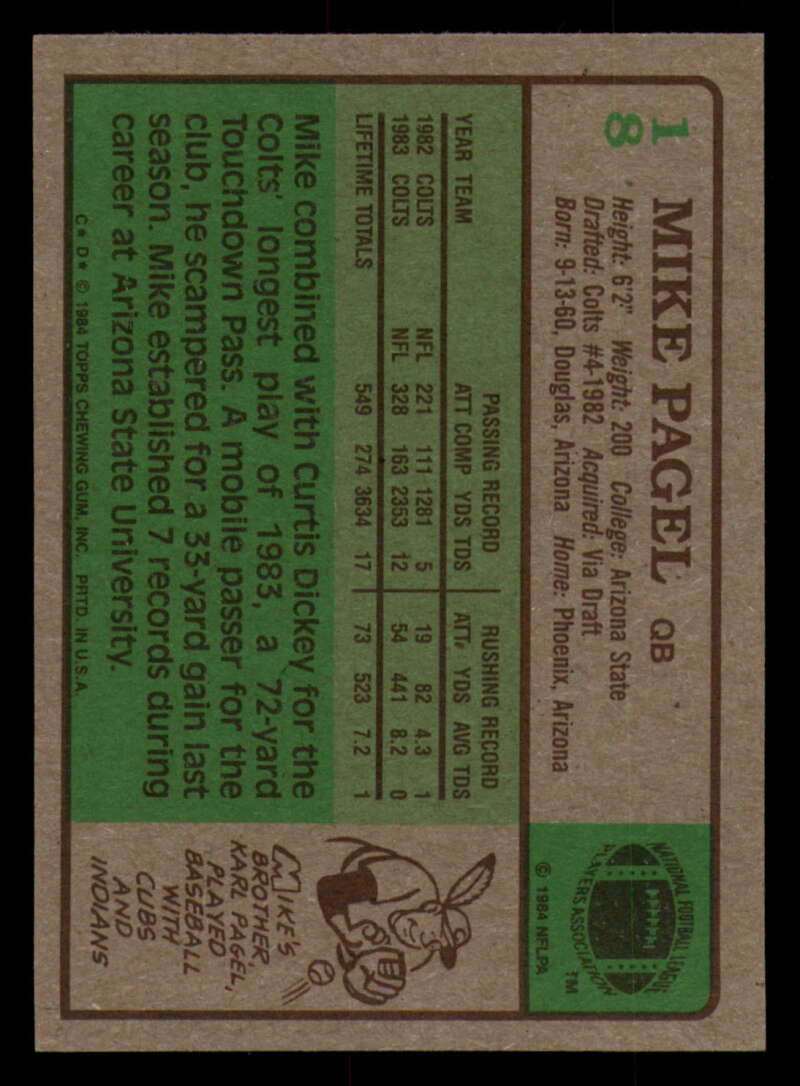 18
MIKE PAGEL QB
Height: 6'2" Weight: 200 College: Arizona State
Drafted: Colts #4-1982 Acquired: Via Draft
Born: 9-13-60, Douglas, Arizona Home: Phoenix, Arizona
NATIONAL FOOTBALL LEAGUE
PLAYERS ASSOCIATION
TM
© 1984 NFLPA
PASSING RECORD RUSHING RECORD
YEAR TEAM ATT COMP YDS TDS ATT YDS AVG TDS
1982 COLTS NFL 221 111 1281 5 19 82 4.3 1
1983 COLTS NFL 328 163 2353 12 54 441 8.2 0
LIFETIME TOTALS 549 274 3634 17 73 523 7.2 1
Mike combined with Curtis Dickey for the
Colts' longest play of 1983, a 72-yard
Touchdown Pass. A mobile passer for the
club, he scampered for a 33-yard gain last
season. Mike established 7 records during
career at Arizona State University.
C* D* © 1984 TOPPS CHEWING GUM, INC. PRTD. IN U.S.A.
MIKE'S
BROTHER,
KARL PAGEL,
PLAYED
BASEBALL
WITH
CUBS
AND
INDIANS